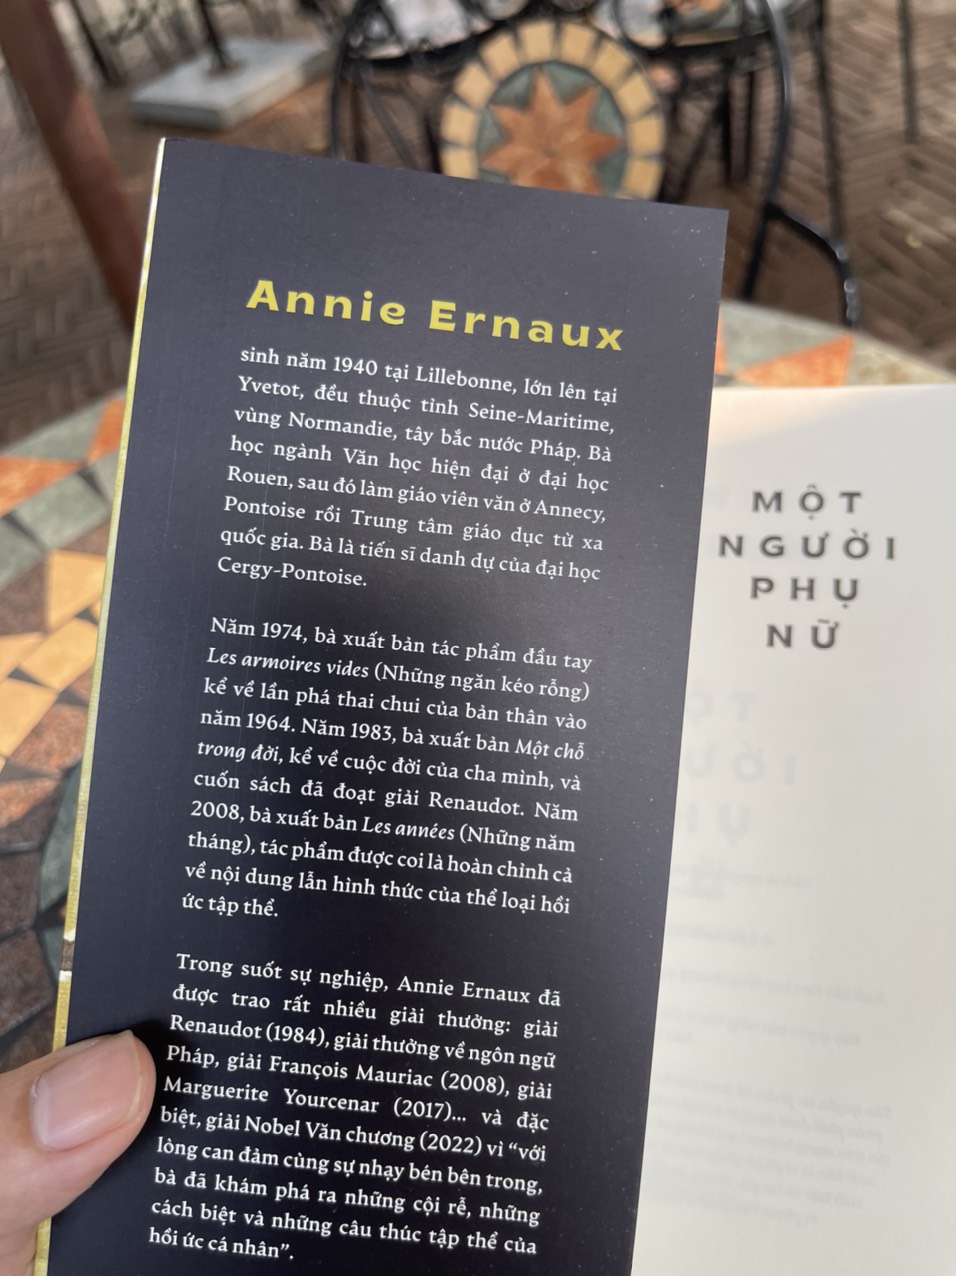 Annie Ernaux
sinh năm 1940 tại Lillebonne, lớn lên tại
Yvetot, đều thuộc tỉnh Seine-Maritime,
vùng Normandie, tây bắc nước Pháp. Bà
học ngành Văn học hiện đại ở đại học
Rouen, sau đó làm giáo viên văn ở Annecy,
Pontoise rồi Trung tâm giáo dục từ xa
quốc gia. Bà là tiến sĩ danh dự của đại học
Cergy-Pontoise.
Năm 1974, bà xuất bản tác phẩm đầu tay
Les armoires vides (Những ngăn kéo rỗng)
kể về lần phá thai chui của bản thân vào
năm 1964. Năm 1983, bà xuất bản Một chỗ
trong đời, kể về cuộc đời của cha mình, và
cuốn sách đã đoạt giải Renaudot. Năm
2008, bà xuất bản Les années (Những năm
tháng), tác phẩm được coi là hoàn chỉnh cả
về nội dung lẫn hình thức của thể loại hồi
ức tập thể.
Trong suốt sự nghiệp, Annie Ernaux đã
được trao rất nhiều giải thưởng: giải
Renaudot (1984), giải thưởng về ngôn ngữ
Pháp, giải François Mauriac (2008), giải
Marguerite Yourcenar (2017)... và đặc
biệt, giải Nobel Văn chương (2022) vì “với
lòng can đảm cùng sự nhạy bén bên trong,
bà đã khám phá ra những cội rễ, những
cách biệt và những câu thúc tập thể của
hồi ức cá nhân”.
MỘT
NGƯỜI
PHỤ
NỮ